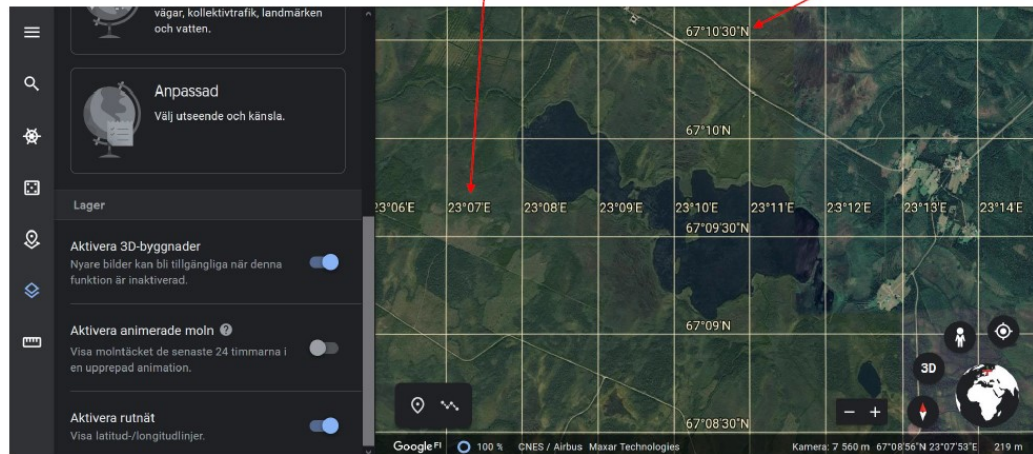 vägar, kollektivtrafik, landmärken
och vatten.
Anpassad
Välj utseende och känsla.
Lager
Aktivera 3D-byggnader
Nyare bilder kan bli tillgängliga när denna
funktion är inaktiverad.
Aktivera animerade moln
Visa molntäcket de senaste 24 timmarna i
en upprepad animation.
Aktivera rutnät
Visa latitud-/longitudlinjer.
67°10'30"N
67°10'N
23°06'E 23°07'E 23°08'E 23°09'E 23°10'E 23°11'E 23°12'E 23°13'E 23°14'E
67°09'30"N
67°09'N
67°08'30"N
3D
Google FI 100 % CNES / Airbus Maxar Technologies Kamera: 7 560 m 67°08'56"N 23°07'53"E 219 m